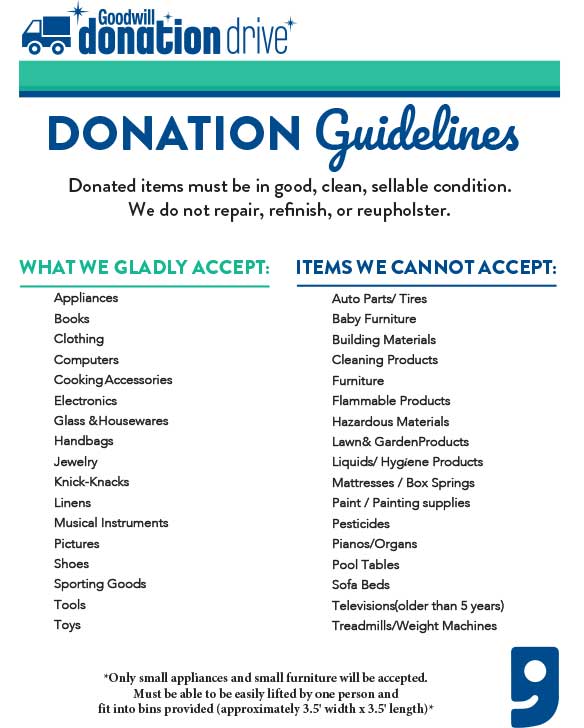 Goodwill
donation drive
DONATION Guidelines
Donated items must be in good, clean, sellable condition.
We do not repair, refinish, or reupholster.
WHAT WE GLADLY ACCEPT:
Appliances
Books
Clothing
Computers
CookingAccessories
Electronics
Glass &Housewares
Handbags
Jewelry
Knick-Knacks
Linens
Musical Instruments
Pictures
Shoes
Sporting Goods
Tools
Toys
ITEMS WE CANNOT ACCEPT:
Auto Parts/ Tires
Baby Furniture
Building Materials
Cleaning Products
Furniture
Flammable Products
Hazardous Materials
Lawn& GardenProducts
Liquids/ Hygiene Products
Mattresses / Box Springs
Paint / Painting supplies
Pesticides
Pianos/Organs
Pool Tables
Sofa Beds
Televisions(older than 5 years)
Treadmills/Weight Machines
*Only small appliances and small furniture will be accepted.
Must be able to be easily lifted by one person and
fit into bins provided (approximately 3.5' width x 3.5' length)*